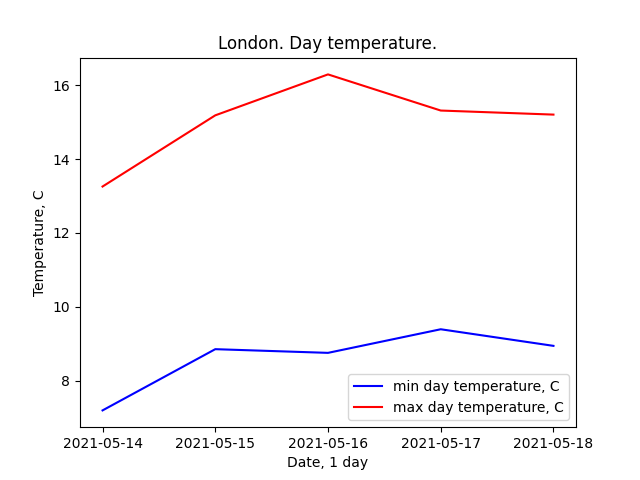 London. Day temperature.
Temperature, C
16
14
12
10
8
min day temperature, C
max day temperature, C
2021-05-14 2021-05-15 2021-05-16 2021-05-17 2021-05-18
Date, 1 day